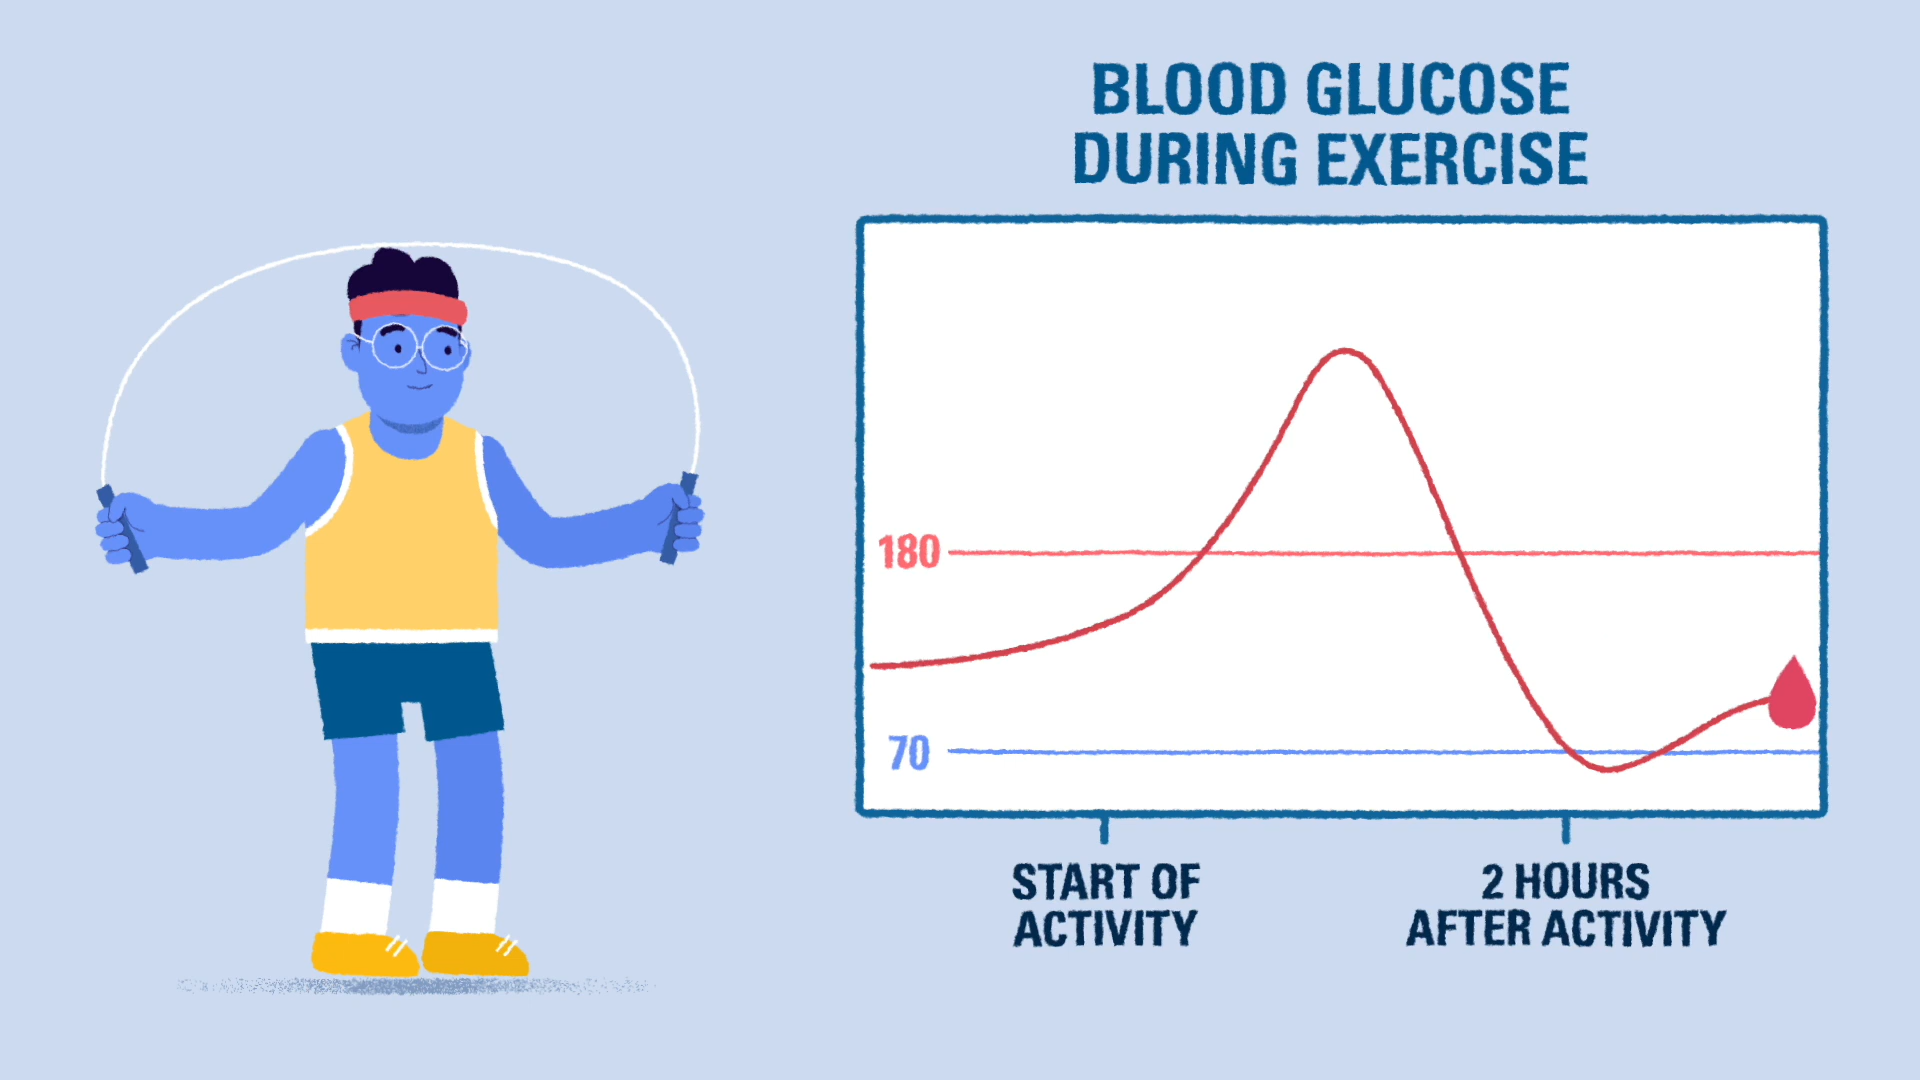 BLOOD GLUCOSE
DURING EXERCISE
180
70
START OF
ACTIVITY
2 HOURS
AFTER ACTIVITY